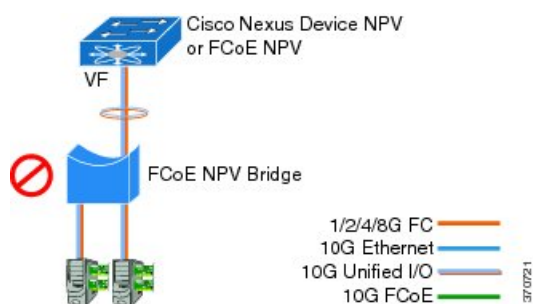 Cisco Nexus Device NPV
or FCoE NPV
VF
FCoE NPV Bridge
1/2/4/8G FC
10G Ethernet
10G Unified I/O
10G FCoE
370721